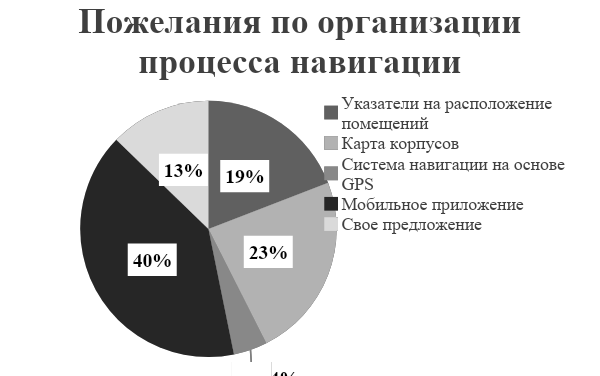 Пожелания по организации
процесса навигации
Указатели на расположение
помещений
Карта корпусов
Система навигации на основе
GPS
Мобильное приложение
Свое предложение
13%
19%
40%
23%